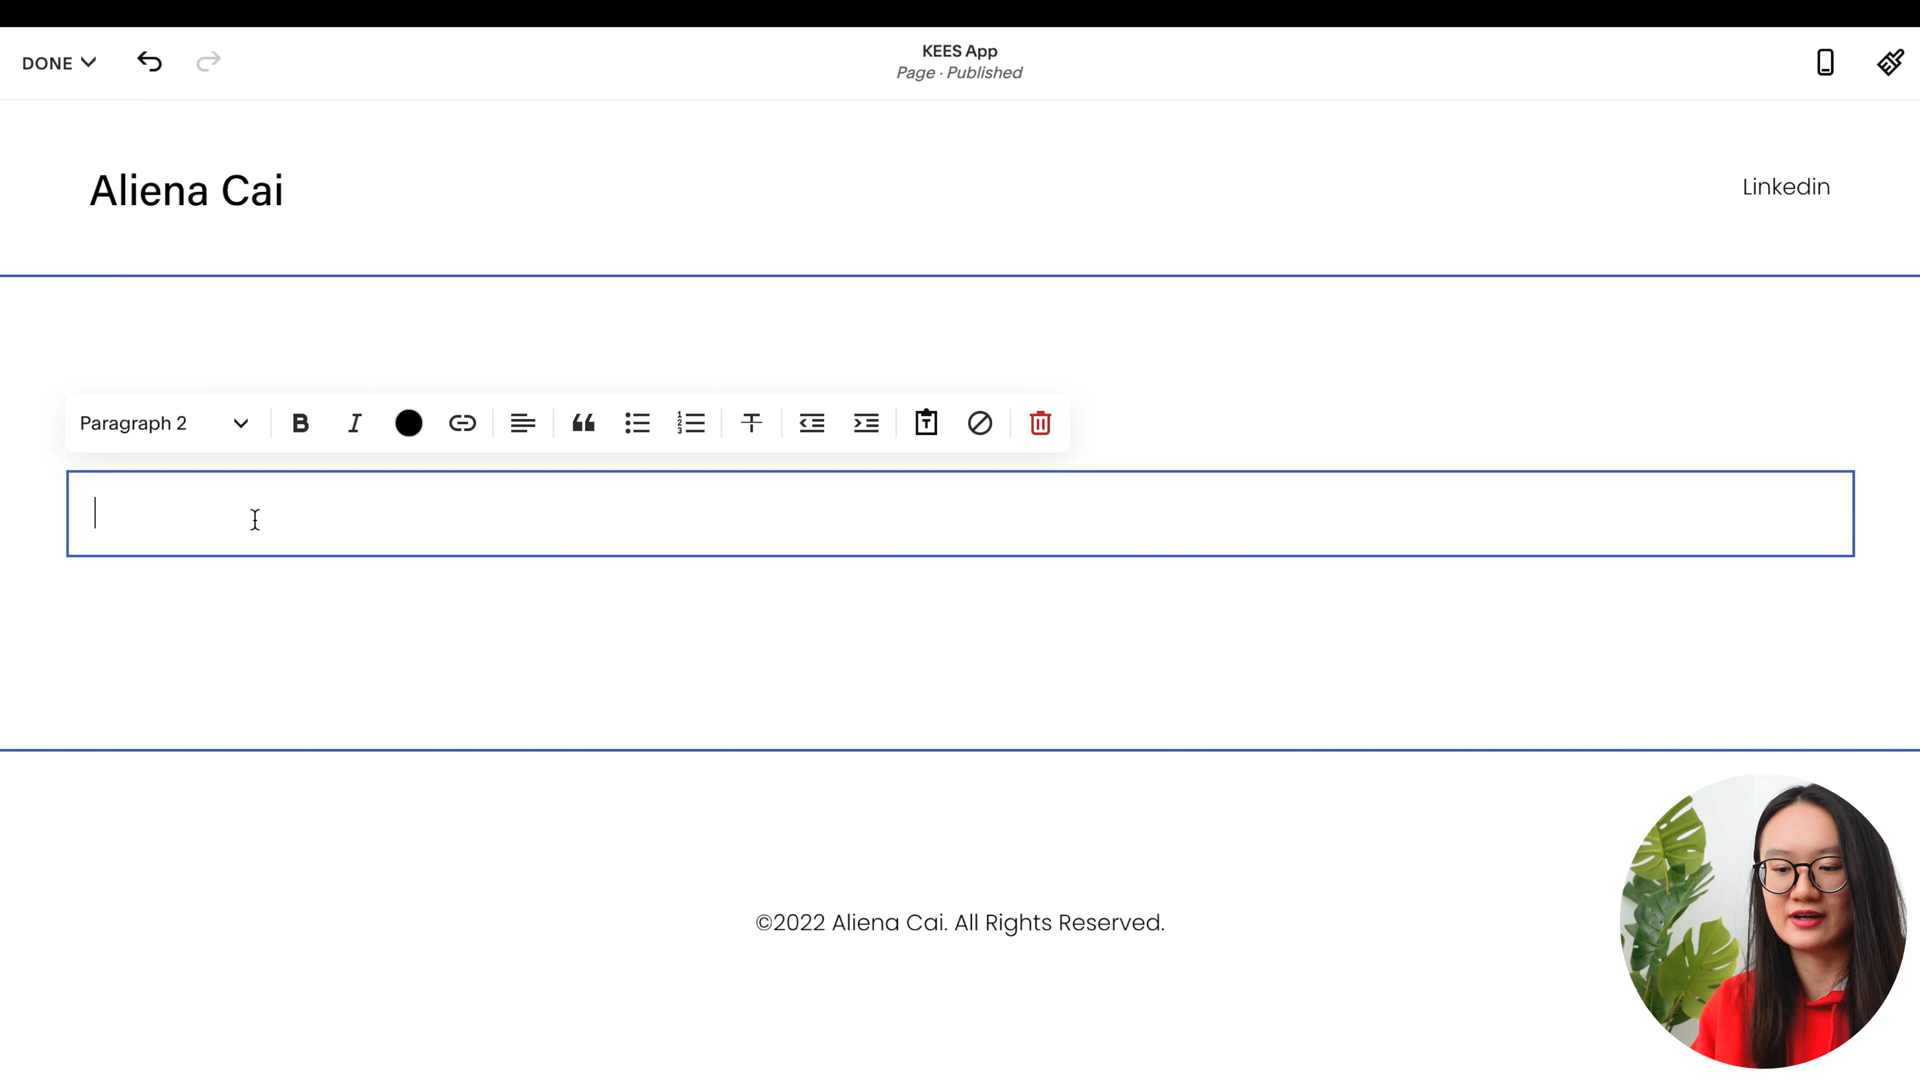 DONE
KEES App
Page · Published
Aliena Cai
Linkedin
Paragraph 2
©2022 Aliena Cai. All Rights Reserved.